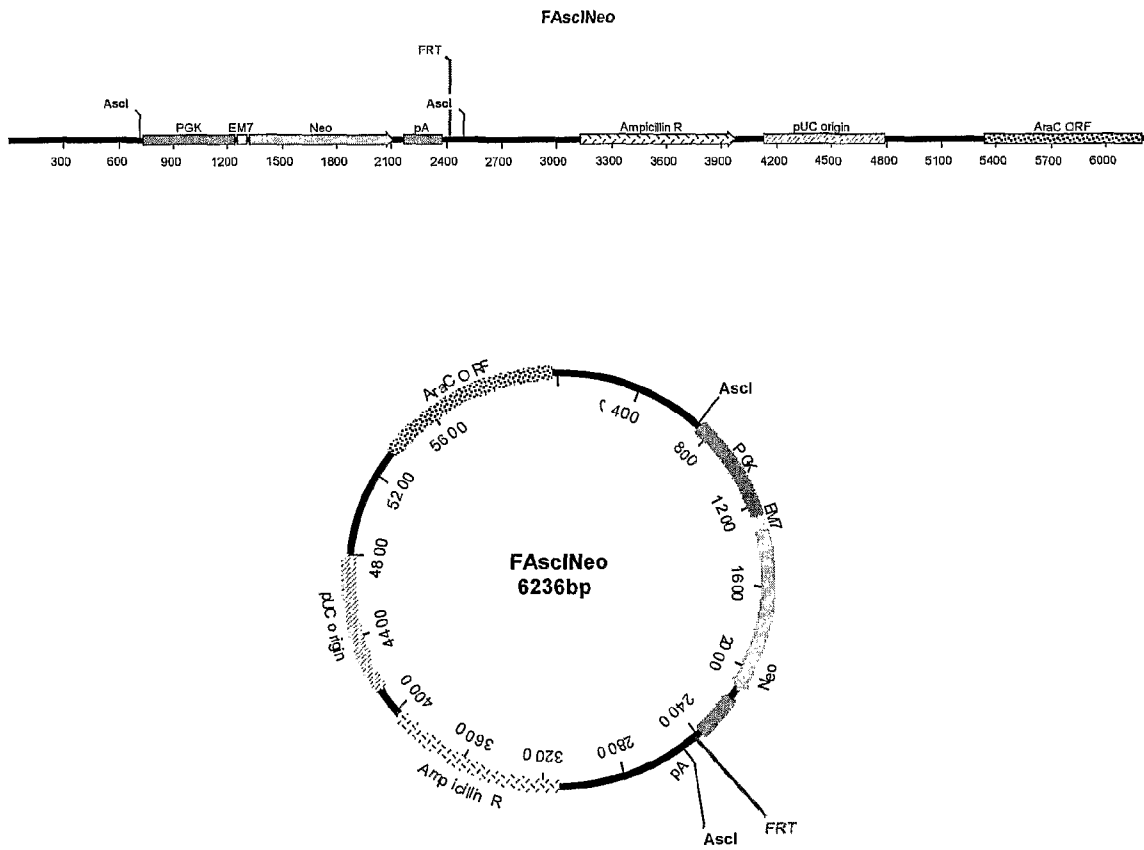 FAscINeo
FRT
AscI AscI
PGK EM7 Neo pA Ampicillin R pUC origin AraC ORF
300 600 900 1200 1500 1800 2100 2400 2700 3000 3300 3600 3900 4200 4500 4800 5100 5400 5700 6000
AraC ORF
AscI
400
800
PGK
5600
5200
1200
EM7
4800
FAscINeo
6236bp
1600
pUC origin
4400
2000
Neo
4000
2400
3600
3200
2800
pA
Ampicillin R
FRT
AscI